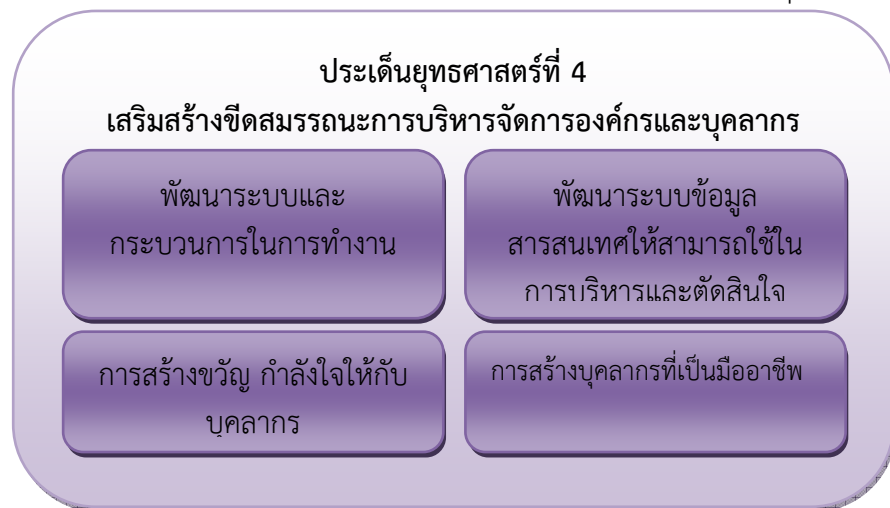 ประเด็นยุทธศาสตร์ที่ 4
เสริมสร้างขีดสมรรถนะการบริหารจัดการองค์กรและบุคลากร
พัฒนาระบบและ
กระบวนการในการทำงาน
พัฒนาระบบข้อมูล
สารสนเทศให้สามารถใช้ใน
การบริหารและตัดสินใจ
การสร้างขวัญ กำลังใจให้กับ
บุคลากร
การสร้างบุคลากรที่เป็นมืออาชีพ